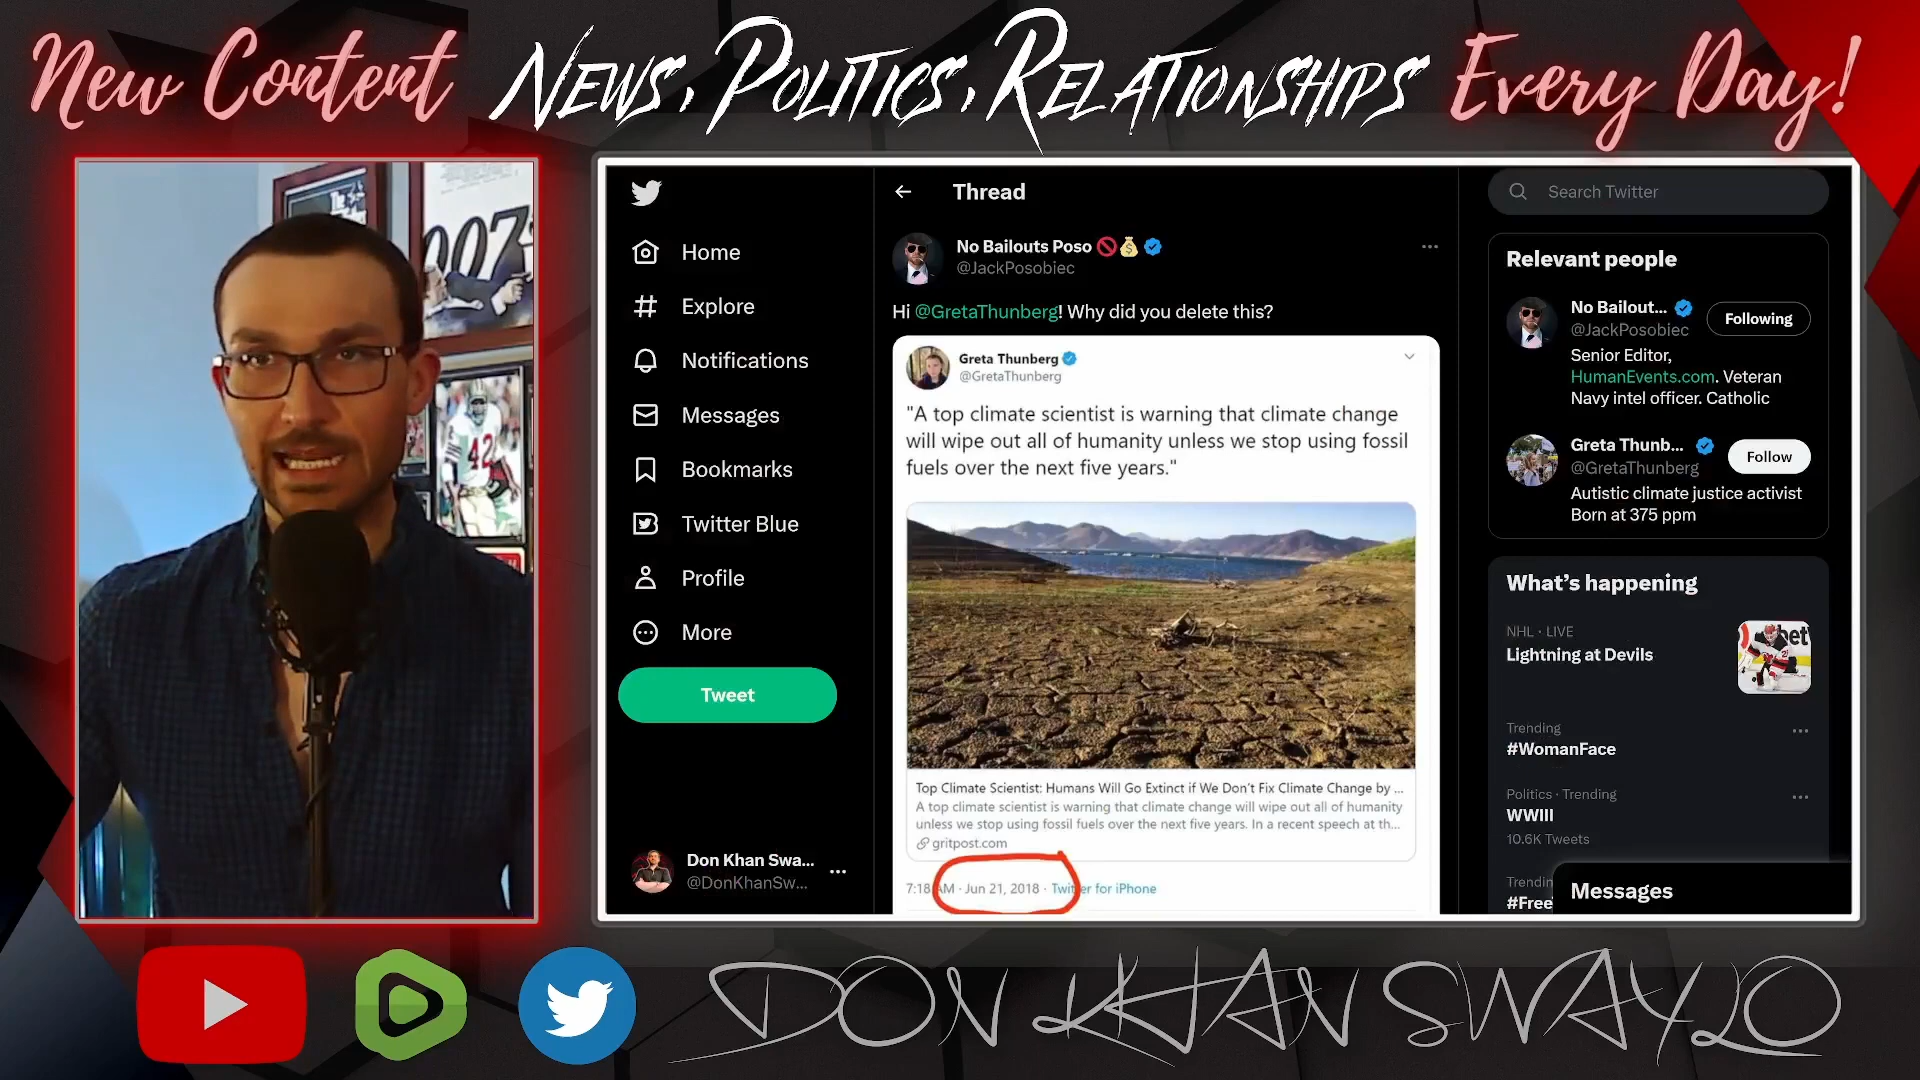 New Content News, Politics, Relationships Every Day!
007
42
Home
Explore
Notifications
Messages
Bookmarks
Twitter Blue
Profile
More
Tweet
Don Khan Swa...
@DonKhanSw...
Thread
No Bailouts Poso
@JackPosobiec
Hi @GretaThunberg! Why did you delete this?
Greta Thunberg
@GretaThunberg
"A top climate scientist is warning that climate change
will wipe out all of humanity unless we stop using fossil
fuels over the next five years."
Top Climate Scientist: Humans Will Go Extinct if We Don't Fix Climate Change by ...
A top climate scientist is warning that climate change will wipe out all of humanity
unless we stop using fossil fuels over the next five years. In a recent speech at th...
gritpost.com
7:18 AM · Jun 21, 2018 · Twitter for iPhone
Search Twitter
Relevant people
No Bailout...
@JackPosobiec
Following
Senior Editor,
HumanEvents.com. Veteran
Navy intel officer. Catholic
Greta Thunb...
@GretaThunberg
Follow
Autistic climate justice activist
Born at 375 ppm
What's happening
NHL · LIVE
Lightning at Devils
Trending
#WomanFace
Politics · Trending
WWIII
10.6K Tweets
Trendin
#Free
Messages
DON KHAN SWAYLO